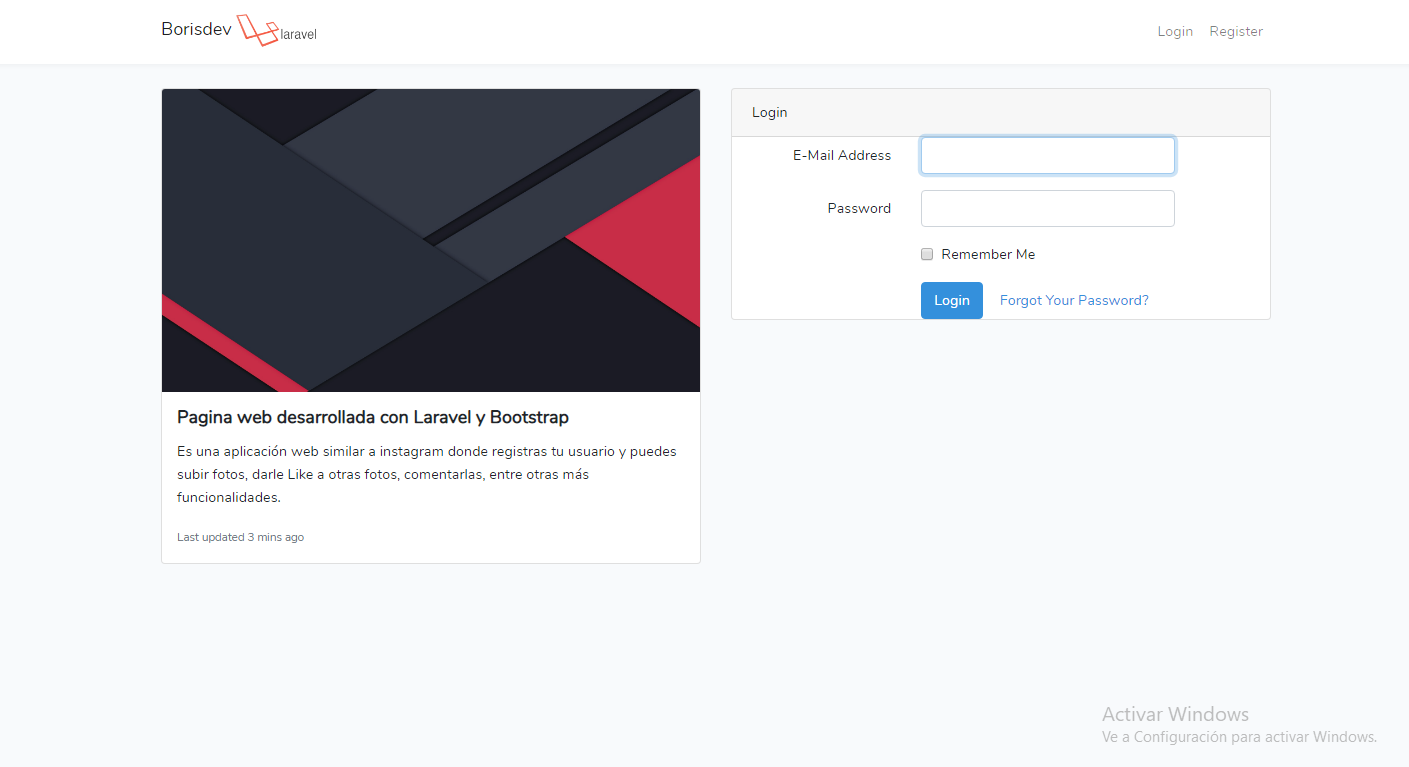 Borisdev laravel
Login Register
Pagina web desarrollada con Laravel y Bootstrap
Es una aplicación web similar a instagram donde registras tu usuario y puedes
subir fotos, darle Like a otras fotos, comentarlas, entre otras más
funcionalidades.
Last updated 3 mins ago
Login
E-Mail Address
Password
Remember Me
Login Forgot Your Password?
Activar Windows
Ve a Configuración para activar Windows.